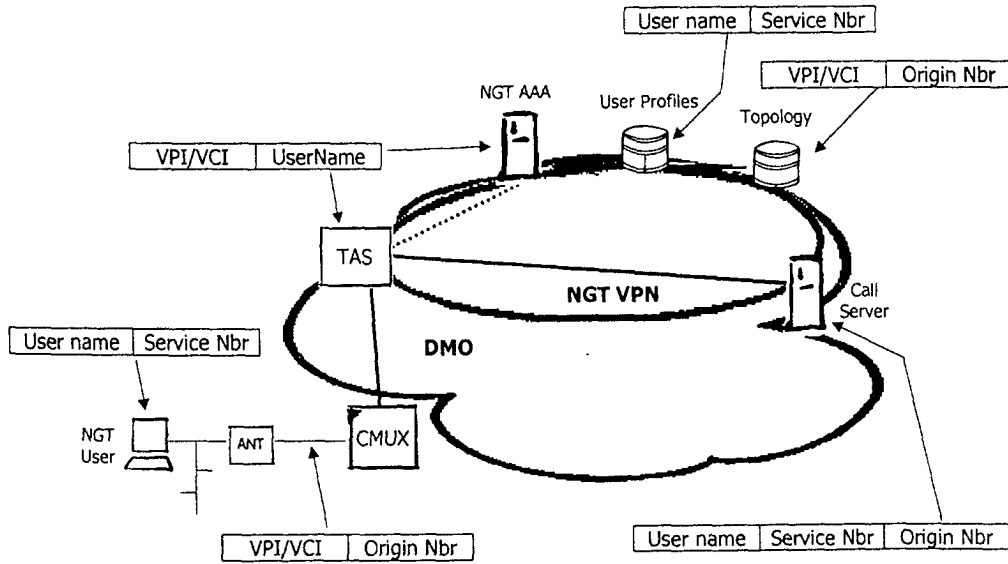 User name Service Nbr
VPI/VCI Origin Nbr
NGT AAA
User Profiles
Topology
VPI/VCI UserName
TAS
NGT VPN
Call
Server
User name Service Nbr
DMO
NGT
User
ANT
CMUX
VPI/VCI Origin Nbr
User name Service Nbr Origin Nbr